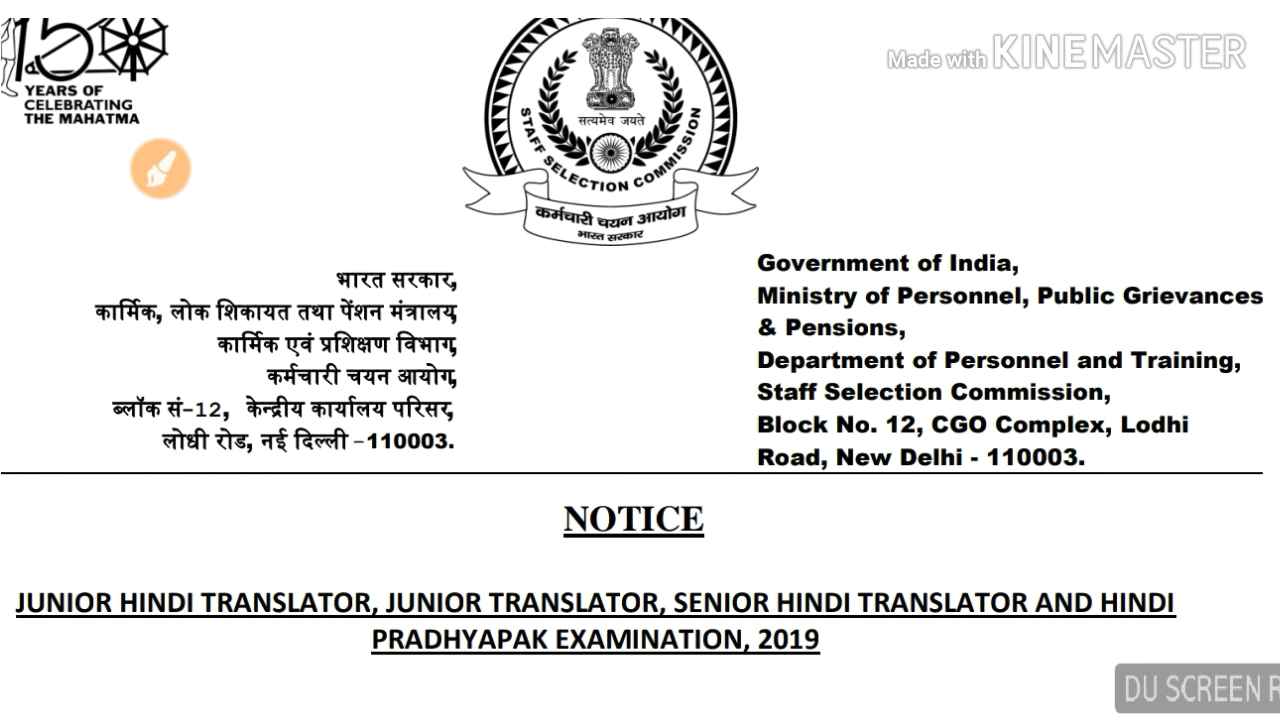 150
YEARS OF
CELEBRATING
THE MAHATMA
Made with KINEMASTER
सत्यमेव जयते
STAFF SELECTION COMMISSION
कर्मचारी चयन आयोग
भारत सरकार
भारत सरकार,
कार्मिक, लोक शिकायत तथा पेंशन मंत्रालय,
कार्मिक एवं प्रशिक्षण विभाग,
कर्मचारी चयन आयोग,
ब्लॉक सं-12, केन्द्रीय कार्यालय परिसर,
लोधी रोड, नई दिल्ली -110003.
Government of India,
Ministry of Personnel, Public Grievances
& Pensions,
Department of Personnel and Training,
Staff Selection Commission,
Block No. 12, CGO Complex, Lodhi
Road, New Delhi - 110003.
NOTICE
JUNIOR HINDI TRANSLATOR, JUNIOR TRANSLATOR, SENIOR HINDI TRANSLATOR AND HINDI
PRADHYAPAK EXAMINATION, 2019
DU SCREEN R